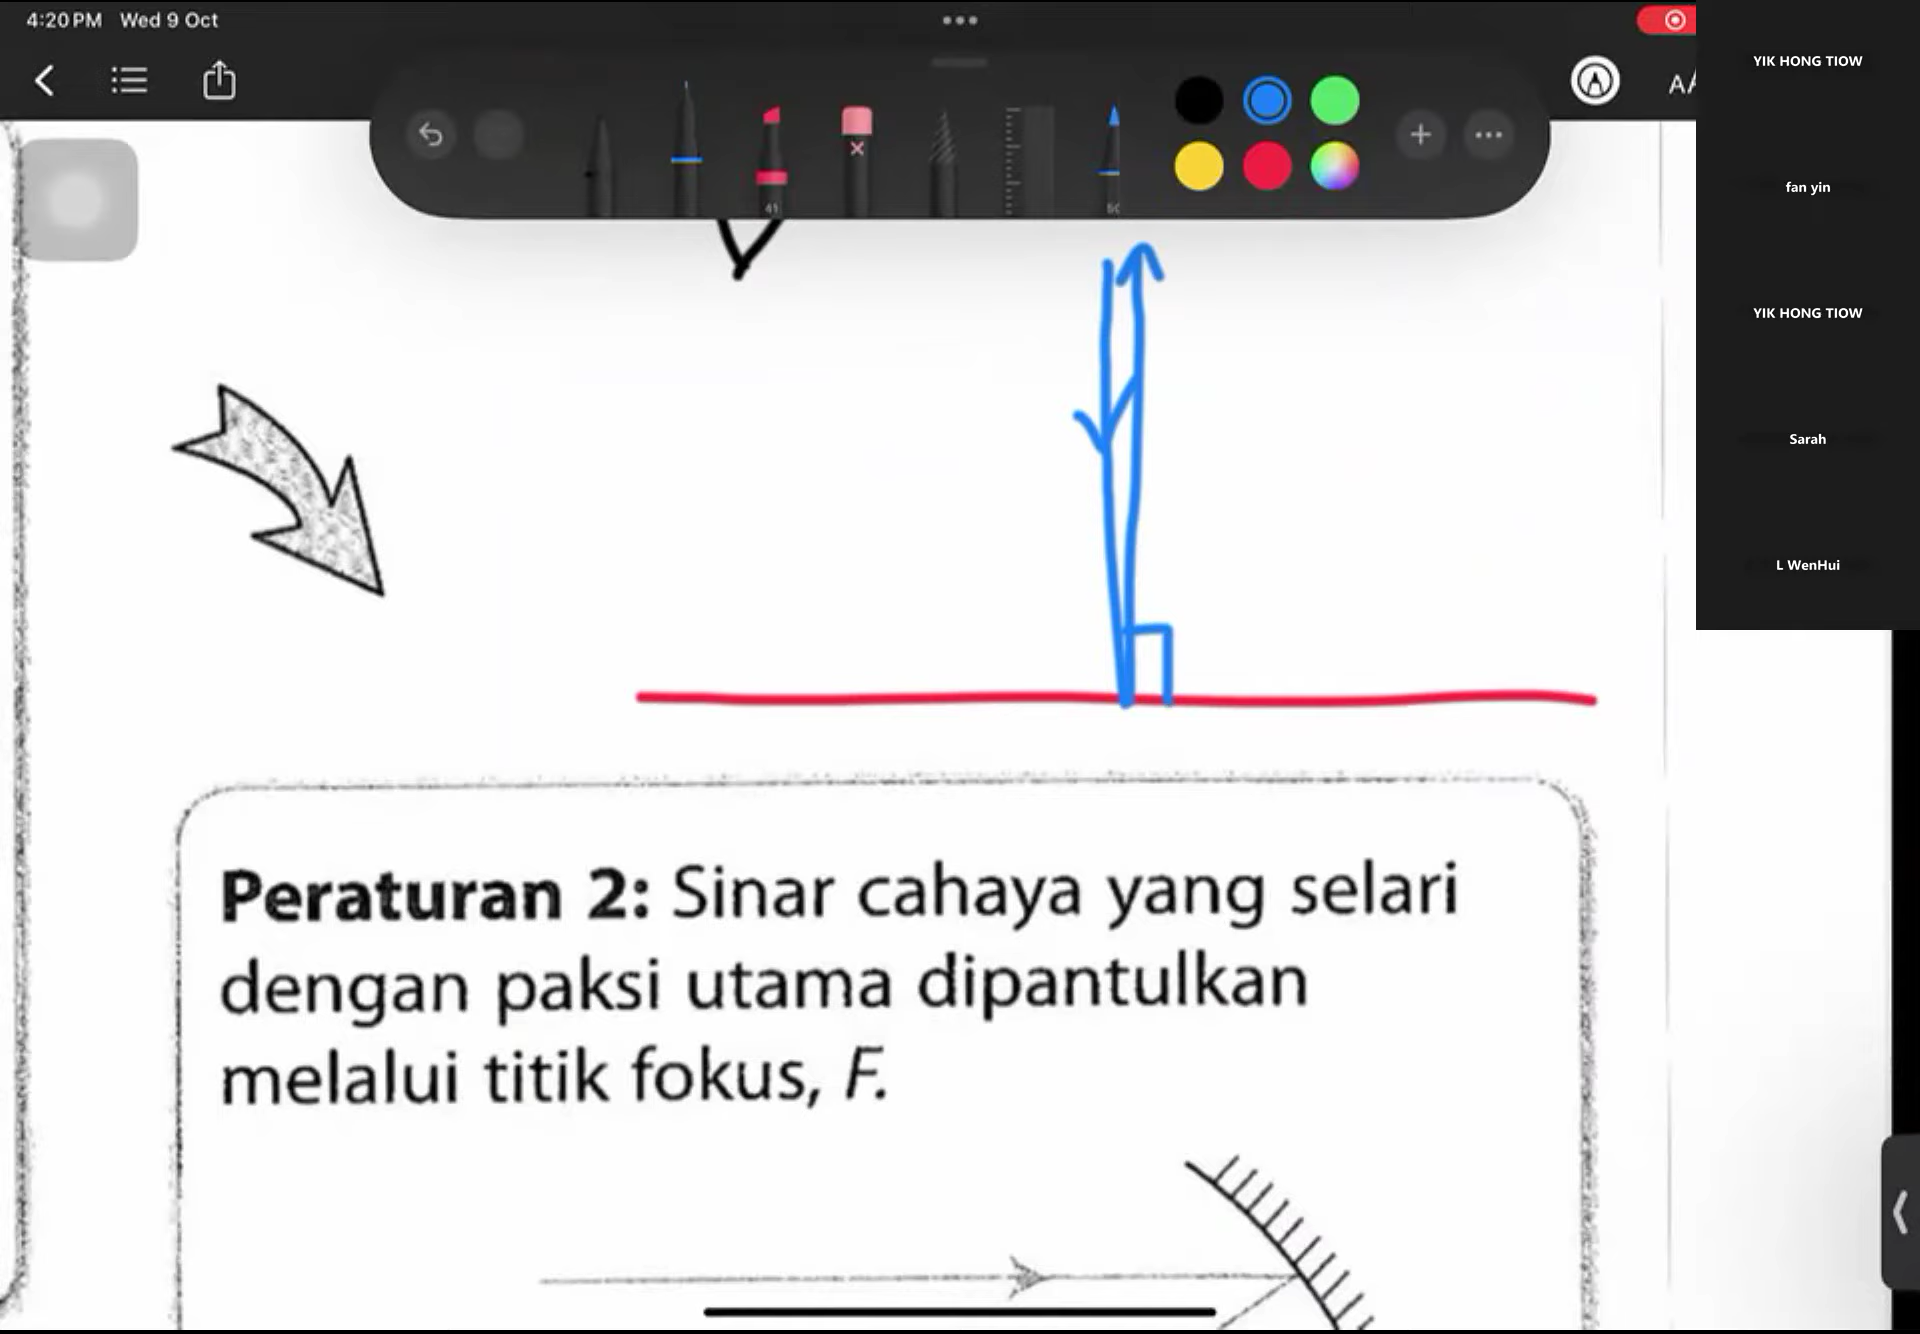 4:20 PM Wed 9 Oct
YIK HONG TIOW
fan yin
YIK HONG TIOW
Sarah
L WenHui
41
Peraturan 2: Sinar cahaya yang selari
dengan paksi utama dipantulkan
melalui titik fokus, F.